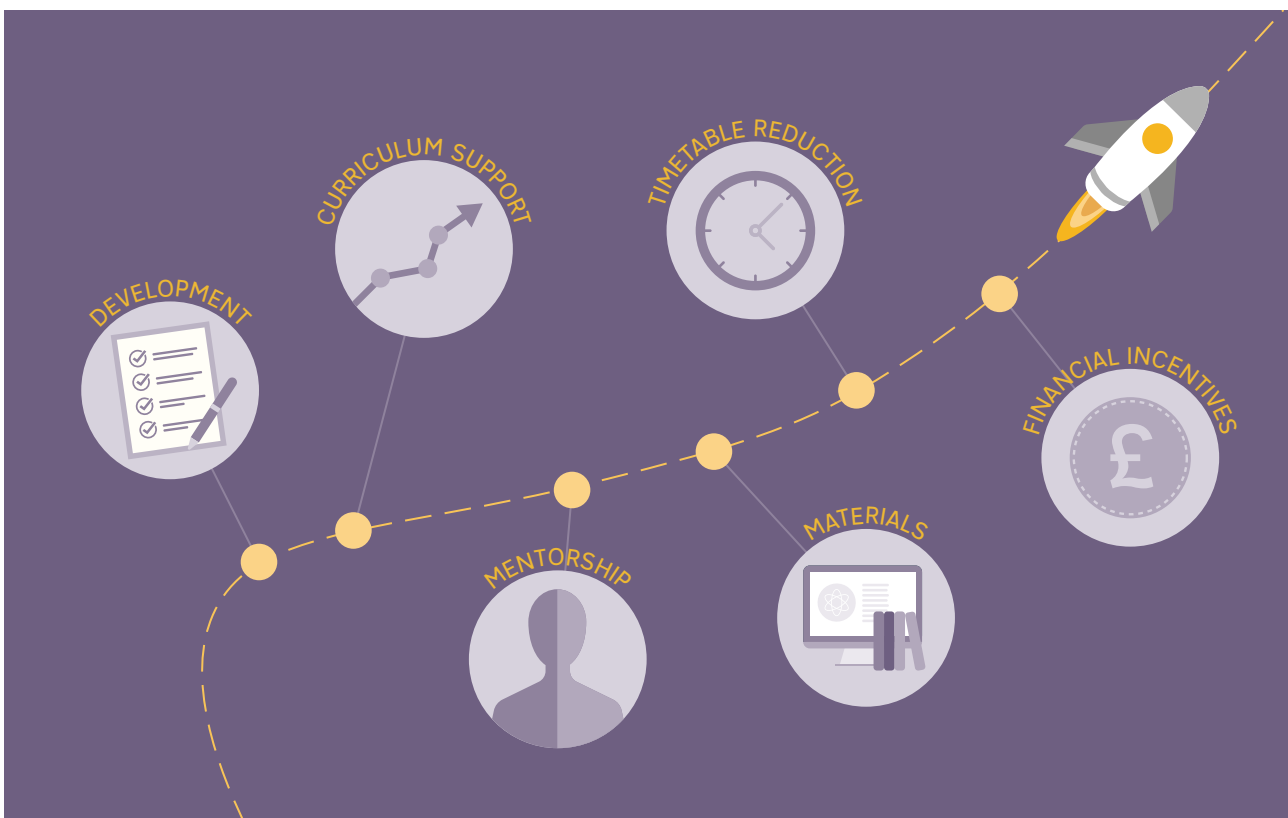 DEVELOPMENT
CURRICULUM SUPPORT
MENTORSHIP
MATERIALS
TIMETABLE REDUCTION
FINANCIAL INCENTIVES
£